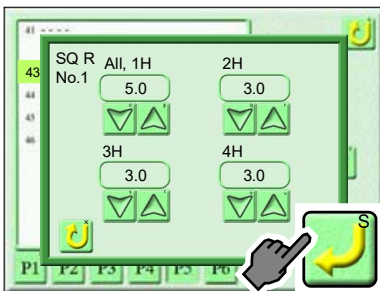 41 - - - -
43
44
45
46
SQ R
No.1
All, 1H
5.0
2H
3.0
3H
3.0
4H
3.0
S
P1 P2 P3 P4 P5 P6